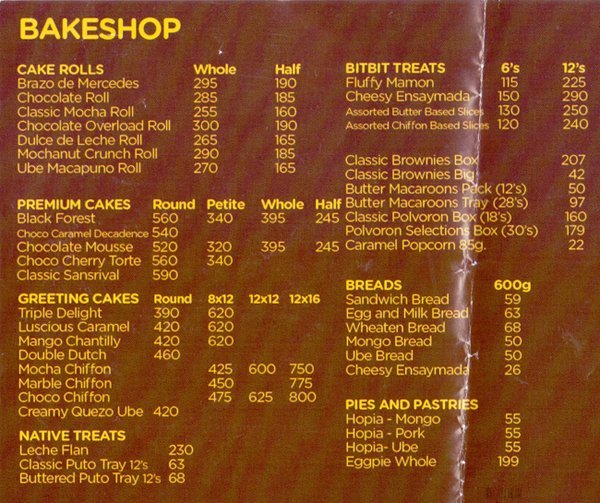 BAKESHOP
CAKE ROLLS Whole Half
Brazo de Mercedes 295 190
Chocolate Roll 285 185
Classic Mocha Roll 255 160
Chocolate Overload Roll 300 190
Dulce de Leche Roll 265 165
Mochanut Crunch Roll 290 185
Ube Macapuno Roll 270 165
PREMIUM CAKES Round Petite Whole Half
Black Forest 560 340 395 245
Choco Caramel Decadence 540
Chocolate Mousse 520 320 395 245
Choco Cherry Torte 560 340
Classic Sansrival 590
GREETING CAKES Round 8x12 12x12 12x16
Triple Delight 390 620
Luscious Caramel 420 620
Mango Chantilly 420 620
Double Dutch 460
Mocha Chiffon 425 600 750
Marble Chiffon 450 775
Choco Chiffon 475 625 800
Creamy Quezo Ube 420
NATIVE TREATS
Leche Flan 230
Classic Puto Tray 12's 63
Buttered Puto Tray 12's 68
BITBIT TREATS 6's 12's
Fluffy Mamon 115 225
Cheesy Ensaymada 150 290
Assorted Butter Based Slices 130 250
Assorted Chiffon Based Slices 120 240
Classic Brownies Box 207
Classic Brownies Big 42
Butter Macaroons Pack (12's) 50
Butter Macaroons Tray (28's) 97
Classic Polvoron Box (18's) 160
Polvoron Selections Box (30's) 179
Caramel Popcorn 85g. 22
BREADS 600g
Sandwich Bread 59
Egg and Milk Bread 63
Wheaten Bread 68
Mongo Bread 50
Ube Bread 50
Cheesy Ensaymada 26
PIES AND PASTRIES
Hopia - Mongo 55
Hopia - Pork 55
Hopia- Ube 55
Eggpie Whole 199